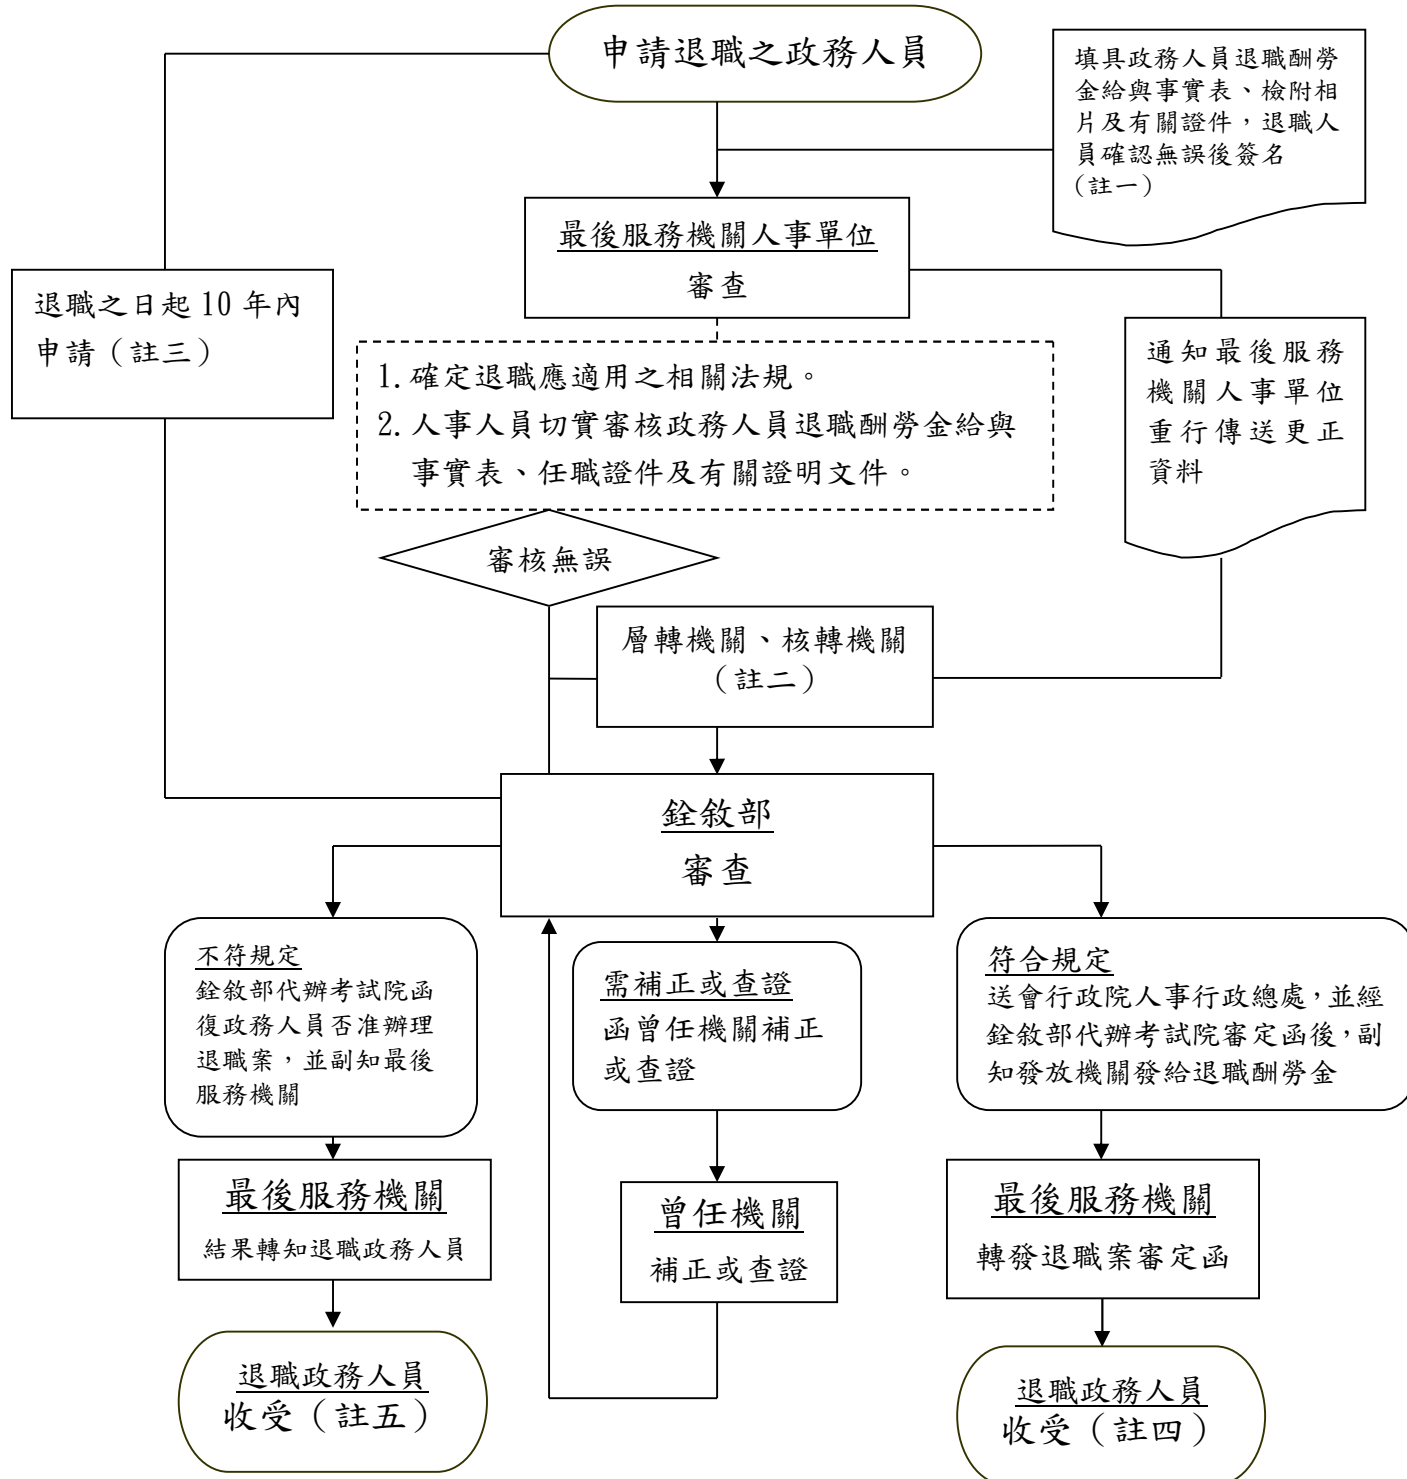 申請退職之政務人員
填具政務人員退職酬勞
金給與事實表、檢附相
片及有關證件，退職人
員確認無誤後簽名
(註一)
最後服務機關人事單位
審查
退職之日起 10 年內
申請（註三）
1. 確定退職應適用之相關法規。
2. 人事人員切實審核政務人員退職酬勞金給與
事實表、任職證件及有關證明文件。
通知最後服務
機關人事單位
重行傳送更正
資料
審核無誤
層轉機關、核轉機關
（註二）
銓敘部
審查
不符規定
銓敘部代辦考試院函
復政務人員否准辦理
退職案，並副知最後
服務機關
需補正或查證
函曾任機關補正
或查證
符合規定
送會行政院人事行政總處，並經
銓敘部代辦考試院審定函後，副
知發放機關發給退職酬勞金
最後服務機關
結果轉知退職政務人員
曾任機關
補正或查證
最後服務機關
轉發退職案審定函
退職政務人員
收受（註五）
退職政務人員
收受（註四）